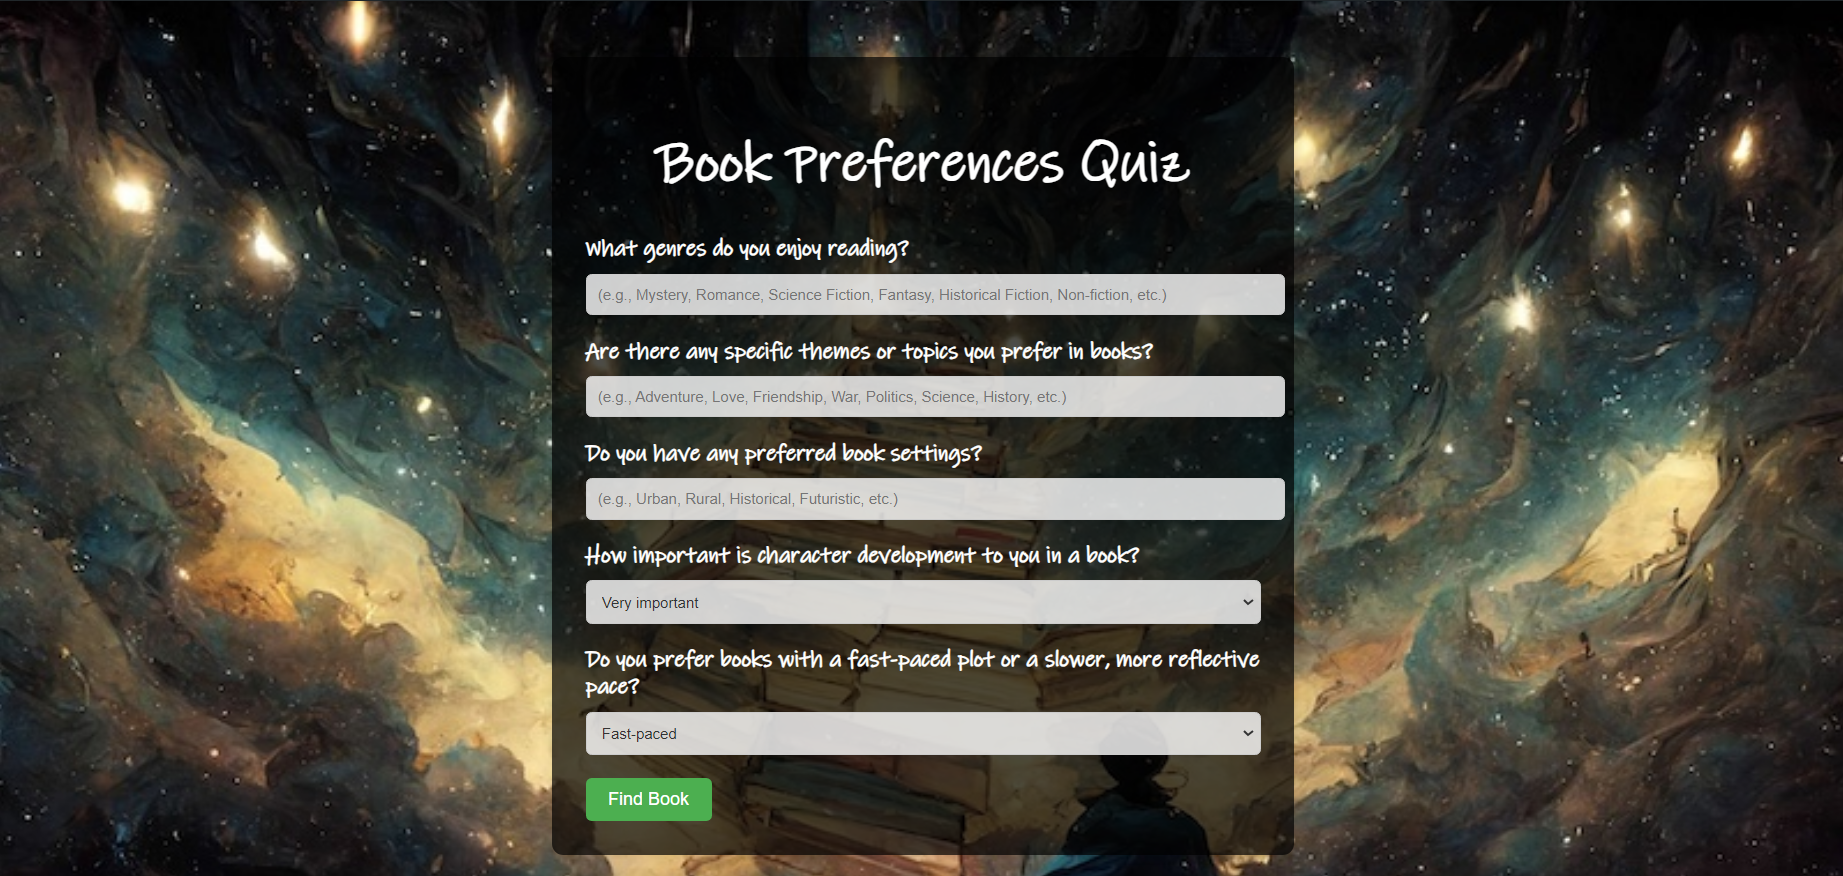 Book Preferences Quiz
What genres do you enjoy reading?
(e.g., Mystery, Romance, Science Fiction, Fantasy, Historical Fiction, Non-fiction, etc.)
Are there any specific themes or topics you prefer in books?
(e.g., Adventure, Love, Friendship, War, Politics, Science, History, etc.)
Do you have any preferred book settings?
(e.g., Urban, Rural, Historical, Futuristic, etc.)
How important is character development to you in a book?
Very important
Do you prefer books with a fast-paced plot or a slower, more reflective
pace?
Fast-paced
Find Book